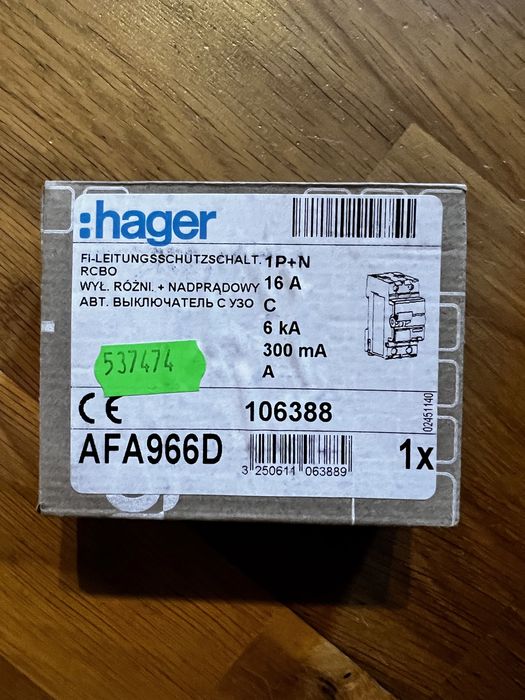 :hager
FI-LEITUNGSSCHÜTZSCHALT. 1P+N
RCBO
WYŁ. RÓŻNI. + NADPRĄDOWY 16 A
АВТ. ВЫКЛЮЧАТЕЛЬ С УЗО C
6 kA
300 mA
A
537474
CE 106388
02451140
AFA966D
3 250611 063889
1x